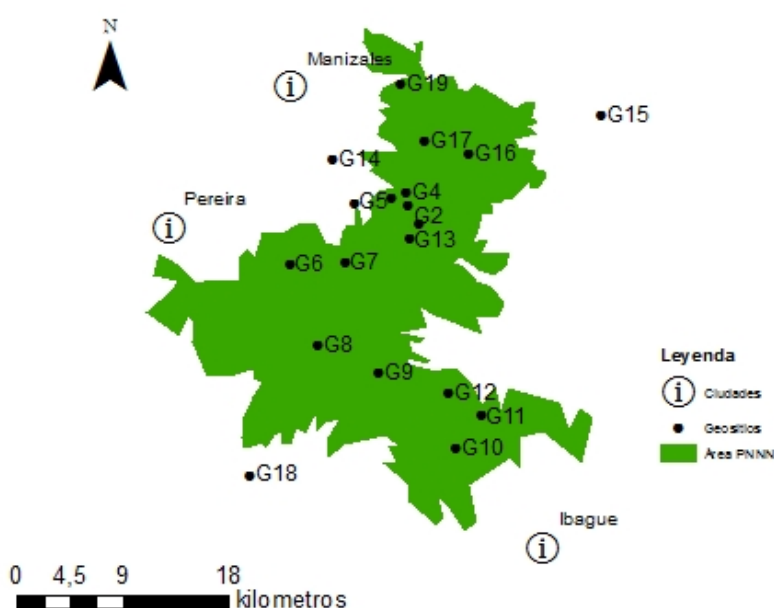 N
Manizales
G19
G15
G17
G16
G14
G4
G5
Pereira
G2
G13
G6
G7
G8
G9
G12
Leyenda
Ciudades
G11
Geositios
G10
Área PNNN
G18
Ibague
0 4,5 9 18
kilometros